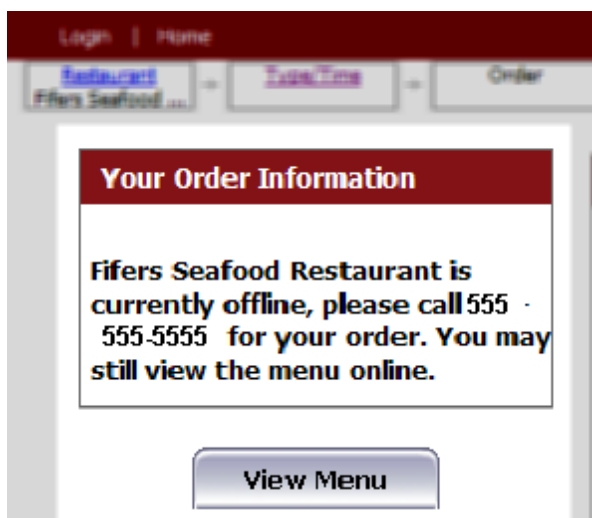 Login | Home
Restaurant
Fifers Seafood ...
Type/Time
Order
Your Order Information
Fifers Seafood Restaurant is
currently offline, please call 555 -
555-5555 for your order. You may
still view the menu online.
View Menu